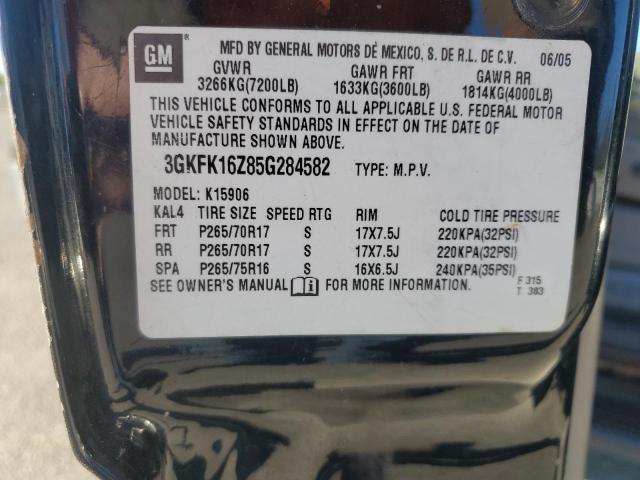 GM ® MFD BY GENERAL MOTORS DE MEXICO, S. DE R.L. DE C.V. 06/05
GVWR GAWR FRT GAWR RR
3266KG(7200LB) 1633KG(3600LB) 1814KG(4000LB)
THIS VEHICLE CONFORMS TO ALL APPLICABLE U.S. FEDERAL MOTOR
VEHICLE SAFETY STANDARDS IN EFFECT ON THE DATE OF
MANUFACTURE SHOWN ABOVE.
3GKFK16Z85G284582 TYPE: M.P.V.
MODEL: K15906
KAL4 TIRE SIZE SPEED RTG RIM COLD TIRE PRESSURE
FRT P265/70R17 S 17X7.5J 220KPA(32PSI)
RR P265/70R17 S 17X7.5J 220KPA(32PSI)
SPA P265/75R16 S 16X6.5J 240KPA(35PSI)
SEE OWNER'S MANUAL i FOR MORE INFORMATION.
F 315
T 383